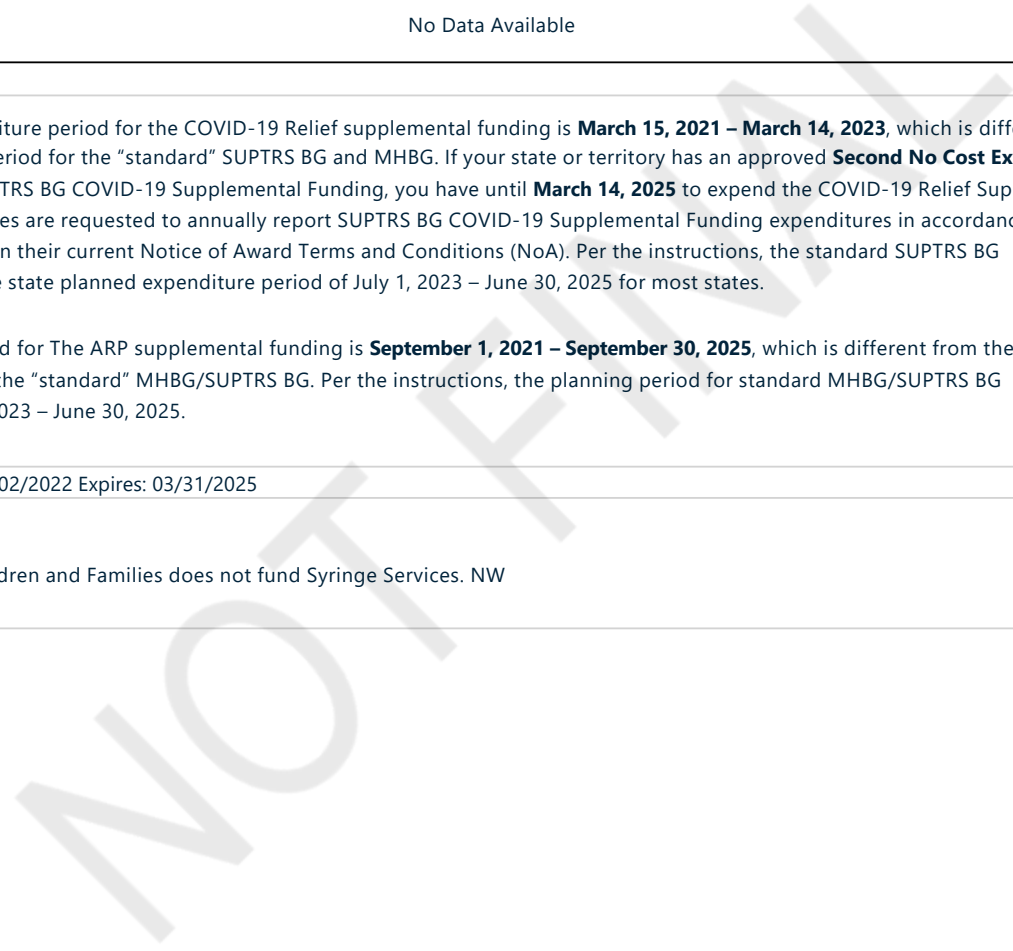 No Data Available
iture period for the COVID-19 Relief supplemental funding is March 15, 2021 – March 14, 2023, which is diff
eriod for the “standard” SUPTRS BG and MHBG. If your state or territory has an approved Second No Cost Ex
TRS BG COVID-19 Supplemental Funding, you have until March 14, 2025 to expend the COVID-19 Relief Sup
es are requested to annually report SUPTRS BG COVID-19 Supplemental Funding expenditures in accordanc
n their current Notice of Award Terms and Conditions (NoA). Per the instructions, the standard SUPTRS BG
e state planned expenditure period of July 1, 2023 – June 30, 2025 for most states.
d for The ARP supplemental funding is September 1, 2021 – September 30, 2025, which is different from the
the “standard” MHBG/SUPTRS BG. Per the instructions, the planning period for standard MHBG/SUPTRS BG
023 – June 30, 2025.
02/2022 Expires: 03/31/2025
dren and Families does not fund Syringe Services. NW
NOT FINAL